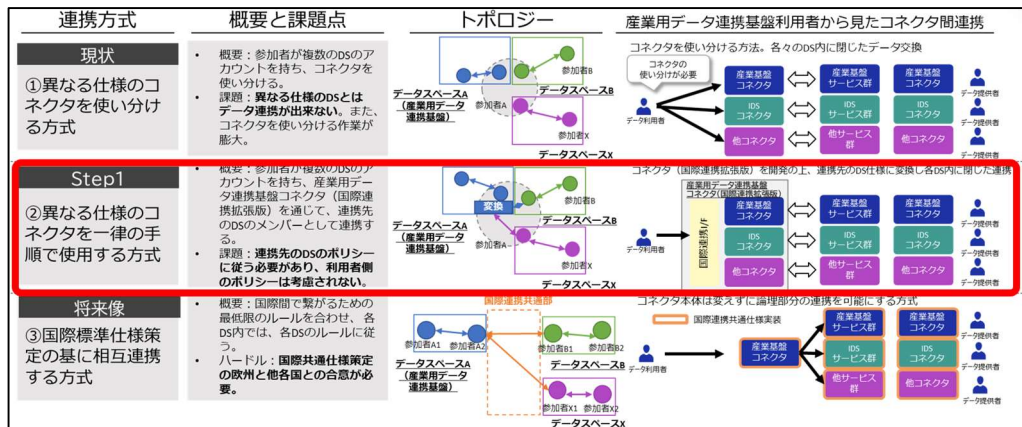 連携方式
概要と課題点
トポロジー
産業用データ連携基盤利用者から見たコネクタ間連携
現状
①異なる仕様のコ
ネクタを使い分け
る方式
• 概要：参加者が複数のDSのア
カウントを持ち、コネクタを
使い分ける。
• 課題：異なる仕様のDSとは
データ連携が出来ない。また、
コネクタを使い分ける作業が
膨大。
参加者A
参加者B
参加者X
データスペースA
（産業用データ
連携基盤）
データスペースB
データスペースX
コネクタを使い分ける方法。各々のDS内に閉じたデータ交換
コネクタの
使い分けが必要
データ利用者
産業基盤
コネクタ
産業基盤
サービス群
産業基盤
コネクタ
データ提供者
IDS
コネクタ
IDS
サービス群
IDS
コネクタ
データ提供者
他コネクタ
他サービス
群
他コネクタ
データ提供者
Step1
②異なる仕様のコ
ネクタを一律の手
順で使用する方式
• 概要：参加者が複数のDSのア
カウントを持ち、産業用デー
タ連携基盤コネクタ（国際連
携拡張版）を通じて、連携先
のDSのメンバーとして連携す
る。
• 課題：連携先のDSのポリシー
に従う必要があり、利用者側
のポリシーは考慮されない。
変換
参加者A
参加者B
参加者X
データスペースA
（産業用データ
連携基盤）
データスペースB
データスペースX
コネクタ（国際連携拡張版）を開発の上、連携先のDS仕様に変換し各DS内に閉じた連携
産業用データ連携基盤
コネクタ(国際連携拡張版)
データ利用者
国際連携I/F
産業基盤
コネクタ
産業基盤
サービス群
産業基盤
コネクタ
データ提供者
IDS
コネクタ
IDS
サービス群
IDS
コネクタ
データ提供者
他コネクタ
他サービス
群
他コネクタ
データ提供者
将来像
③国際標準仕様策
定の基に相互連携
する方式
• 概要：国際間で繋がるための
最低限のルールを合わせ、各
DS内では、各DSのルールに従
う。
• ハードル：国際共通仕様策定
の欧州と他各国との合意が必
要。
国際連携共通部
参加者A1
参加者A2
参加者B1
参加者B2
データスペースA
（産業用データ
連携基盤）
データスペースB
参加者X1
参加者X2
データスペースX
コネクタ本体は変えずに論理部分の連携を可能にする方式
国際連携共通仕様実装
データ利用者
産業基盤
コネクタ
産業基盤
サービス群
産業基盤
コネクタ
データ提供者
IDS
サービス群
IDS
コネクタ
データ提供者
他サービス
群
他コネクタ
データ提供者